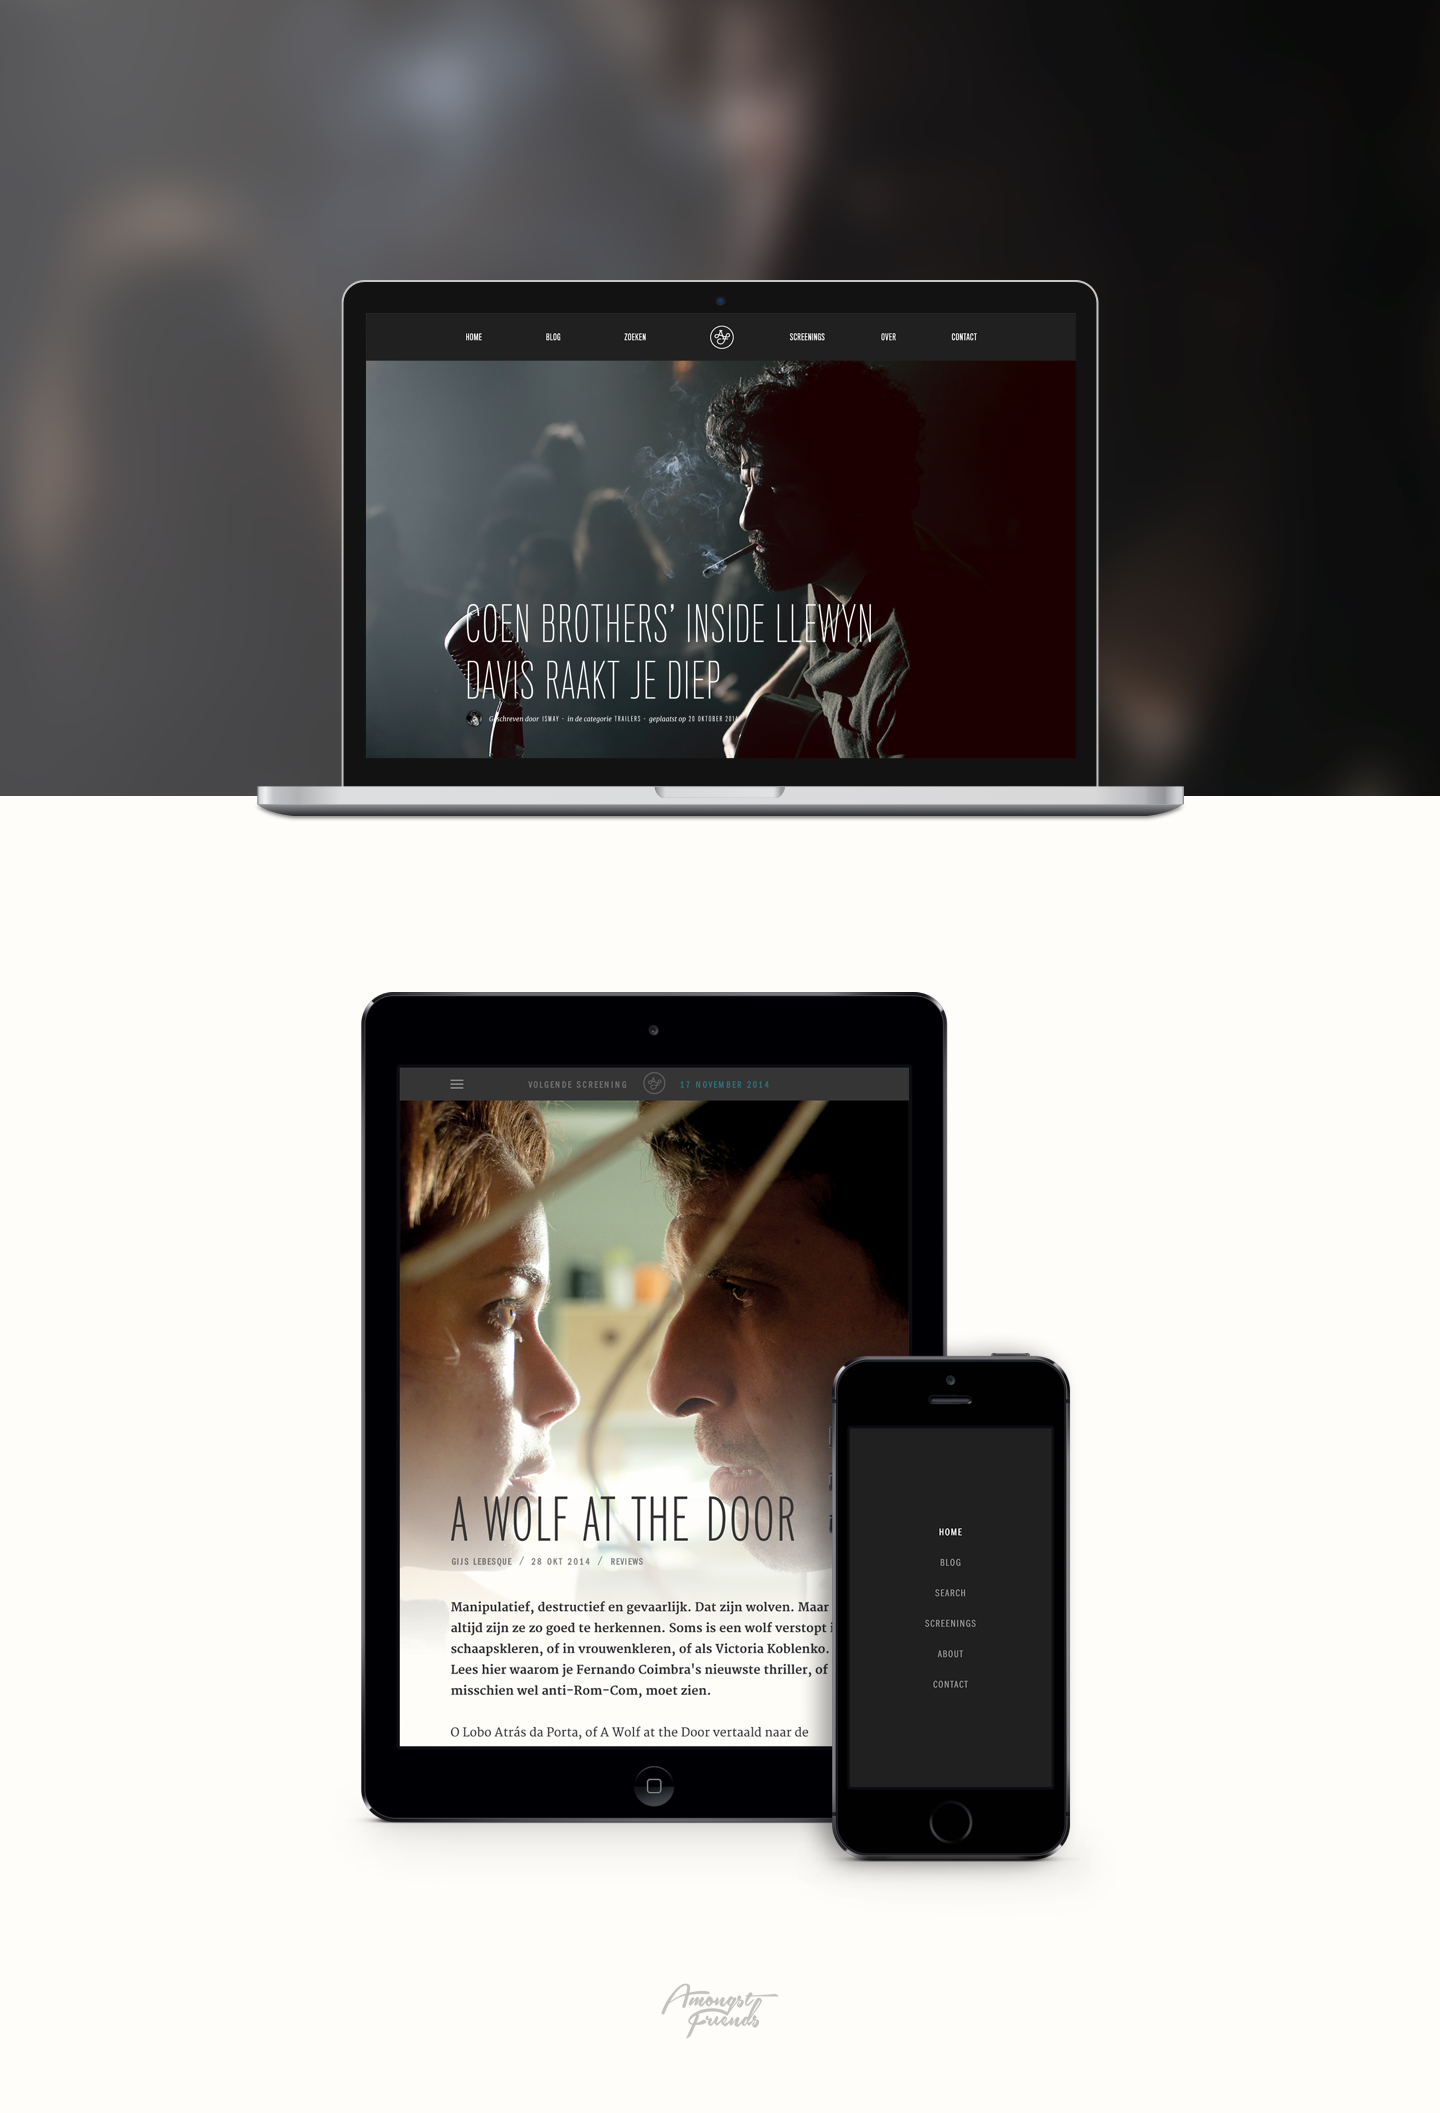 HOME BLOG ZOEKEN SCREENINGS OVER CONTACT
COEN BROTHERS' INSIDE LLEWYN
DAVIS RAAKT JE DIEP
Geschreven door ISMAY - in de categorie TRAILERS - geplaatst op 20 OKTOBER 2014
VOLGENDE SCREENING 17 NOVEMBER 2014
A WOLF AT THE DOOR
GIJS LEBESQUE / 28 OKT 2014 / REVIEWS
Manipulatief, destructief en gevaarlijk. Dat zijn wolven. Maar
altijd zijn ze zo goed te herkennen. Soms is een wolf verstopt i
schaapskleren, of in vrouwenkleren, of als Victoria Koblenko.
Lees hier waarom je Fernando Coimbra's nieuwste thriller, of
misschien wel anti-Rom-Com, moet zien.
O Lobo Atrás da Porta, of A Wolf at the Door vertaald naar de
HOME
BLOG
SEARCH
SCREENINGS
ABOUT
CONTACT
Amongst
Friends